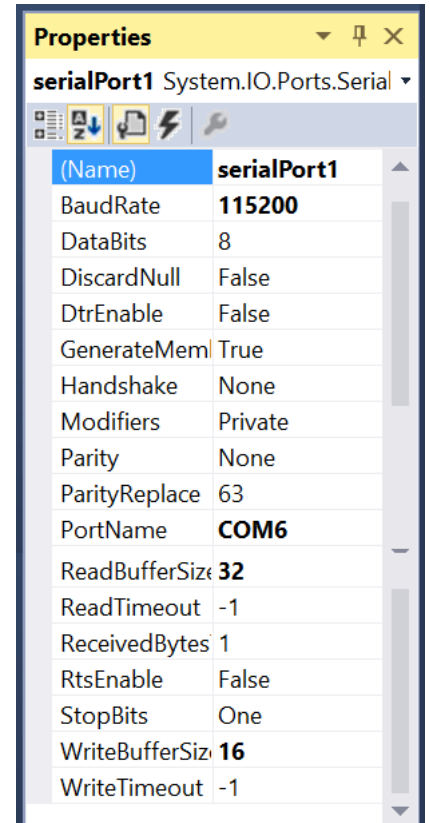 Properties
serialPort1 System.IO.Ports.Serial
(Name) serialPort1
BaudRate 115200
DataBits 8
DiscardNull False
DtrEnable False
GenerateMeml True
Handshake None
Modifiers Private
Parity None
ParityReplace 63
PortName COM6
ReadBufferSize 32
ReadTimeout -1
ReceivedBytes 1
RtsEnable False
StopBits One
WriteBufferSize 16
WriteTimeout -1